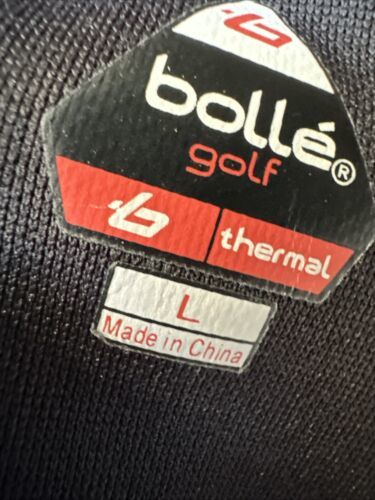 bollé®
golf
thermal
L
Made in China